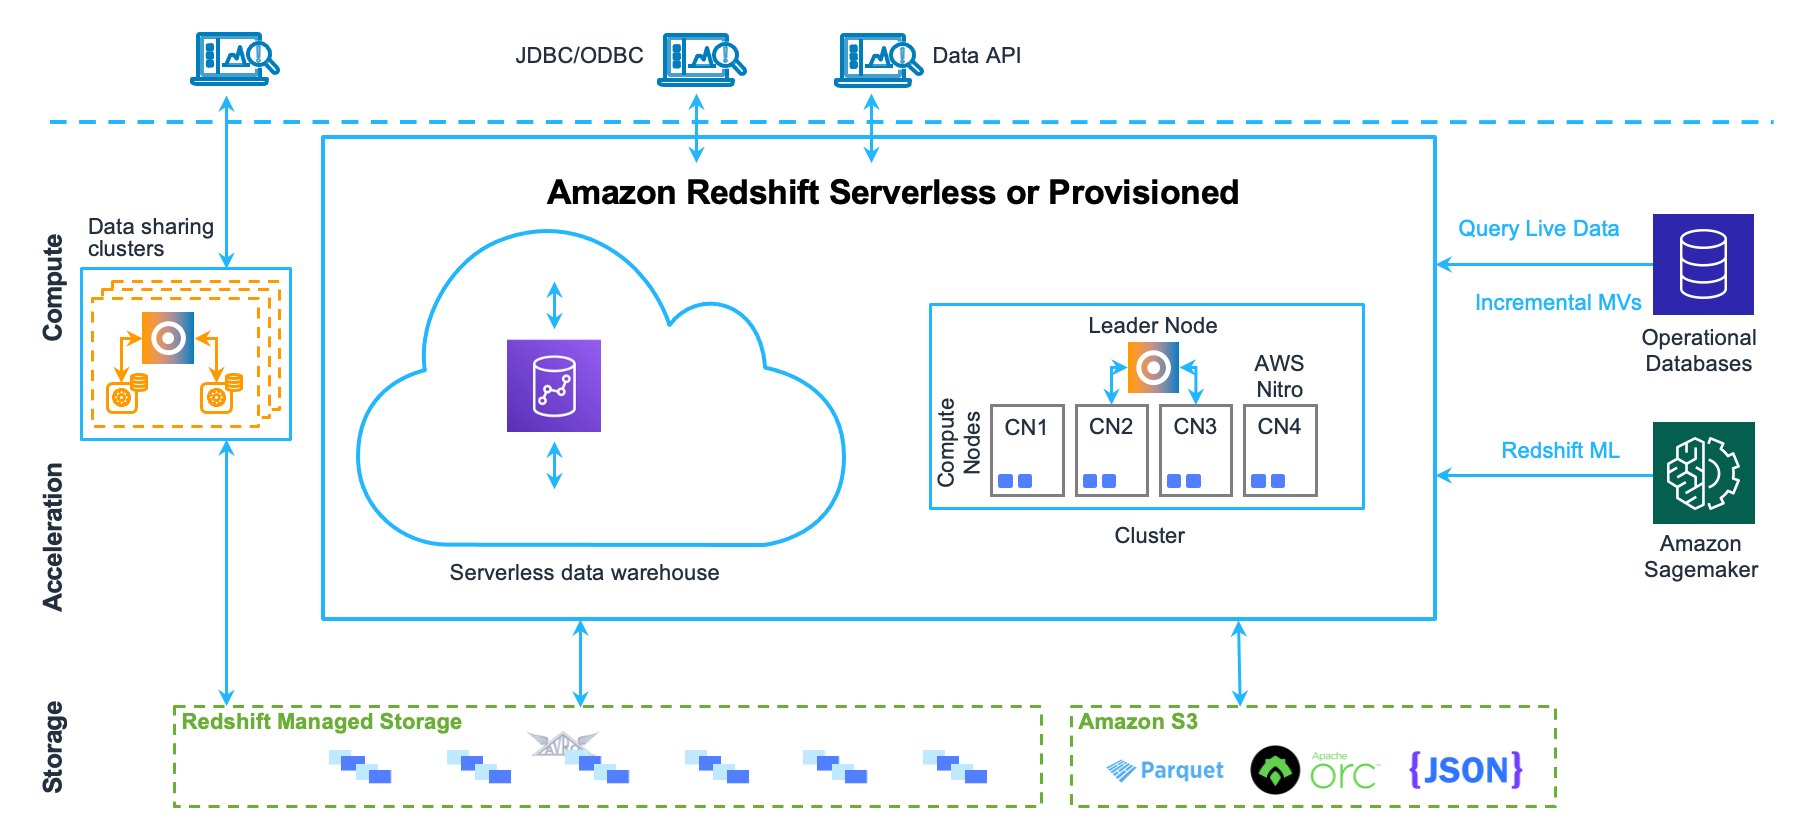 JDBC/ODBC
Data API
Amazon Redshift Serverless or Provisioned
Compute
Acceleration
Storage
Data sharing
clusters
Serverless data warehouse
Leader Node
AWS
Nitro
Compute
Nodes
CN1
CN2
CN3
CN4
Cluster
Query Live Data
Incremental MVs
Operational
Databases
Redshift ML
Amazon
Sagemaker
Redshift Managed Storage
AVRO
Amazon S3
Parquet
Apache
orc
{JSON}